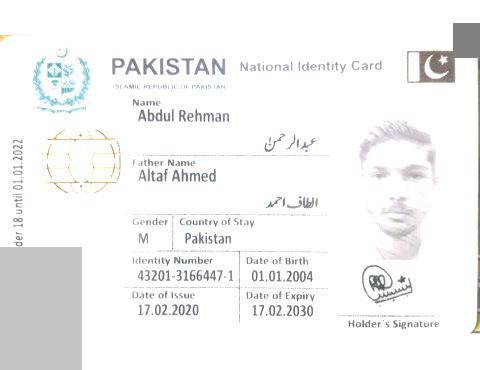 PAKISTAN National Identity Card
ISLAMIC REPUBLIC OF PAKISTAN
Name
Abdul Rehman
عبدالرحمن
Father Name
Altaf Ahmed
الطاف احمد
Gender Country of Stay
M Pakistan
Identity Number Date of Birth
43201-3166447-1 01.01.2004
Date of Issue Date of Expiry
17.02.2020 17.02.2030
Holder's Signature
der 18 until 01.01.2022